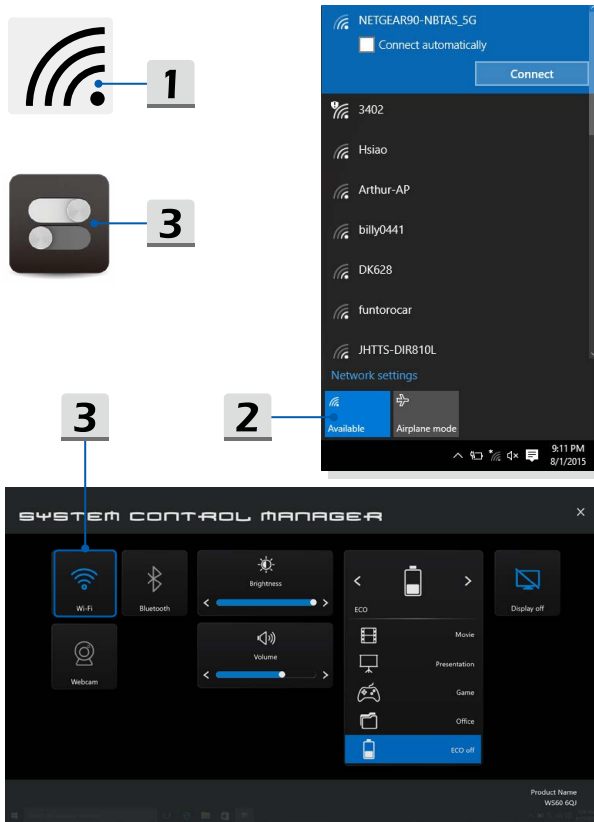 1
3
NETGEAR90-NBTAS_5G
Connect automatically
Connect
3402
Hsiao
Arthur-AP
billy0441
DK628
funtorocar
JHTTS-DIR810L
Network settings
Available
Airplane mode
9:11 PM
8/1/2015
3
2
SYSTEM CONTROL MANAGER
Wi-Fi
Bluetooth
Brightness
ECO
Display off
Webcam
Volume
Movie
Presentation
Game
Office
ECO off
Product Name
WS60 6QJ